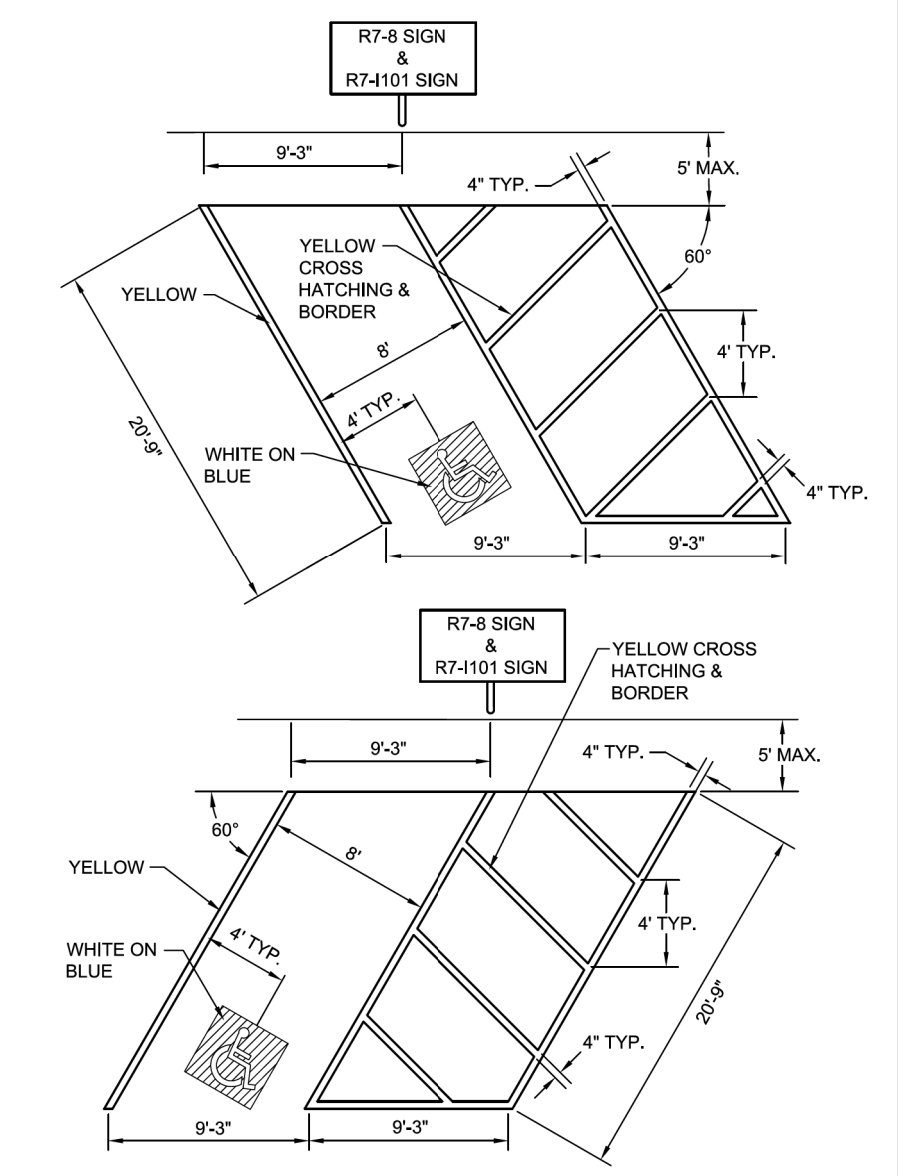 R7-8 SIGN
&
R7-I101 SIGN
9'-3"
5' MAX.
4" TYP.
60°
YELLOW
CROSS
HATCHING &
BORDER
YELLOW
8'
4' TYP.
4' TYP.
20'-9"
WHITE ON
BLUE
4" TYP.
9'-3"
9'-3"
R7-8 SIGN
&
R7-I101 SIGN
YELLOW CROSS
HATCHING &
BORDER
9'-3"
4" TYP.
5' MAX.
60°
8'
YELLOW
4' TYP.
4' TYP.
WHITE ON
BLUE
20'-9"
4" TYP.
9'-3"
9'-3"